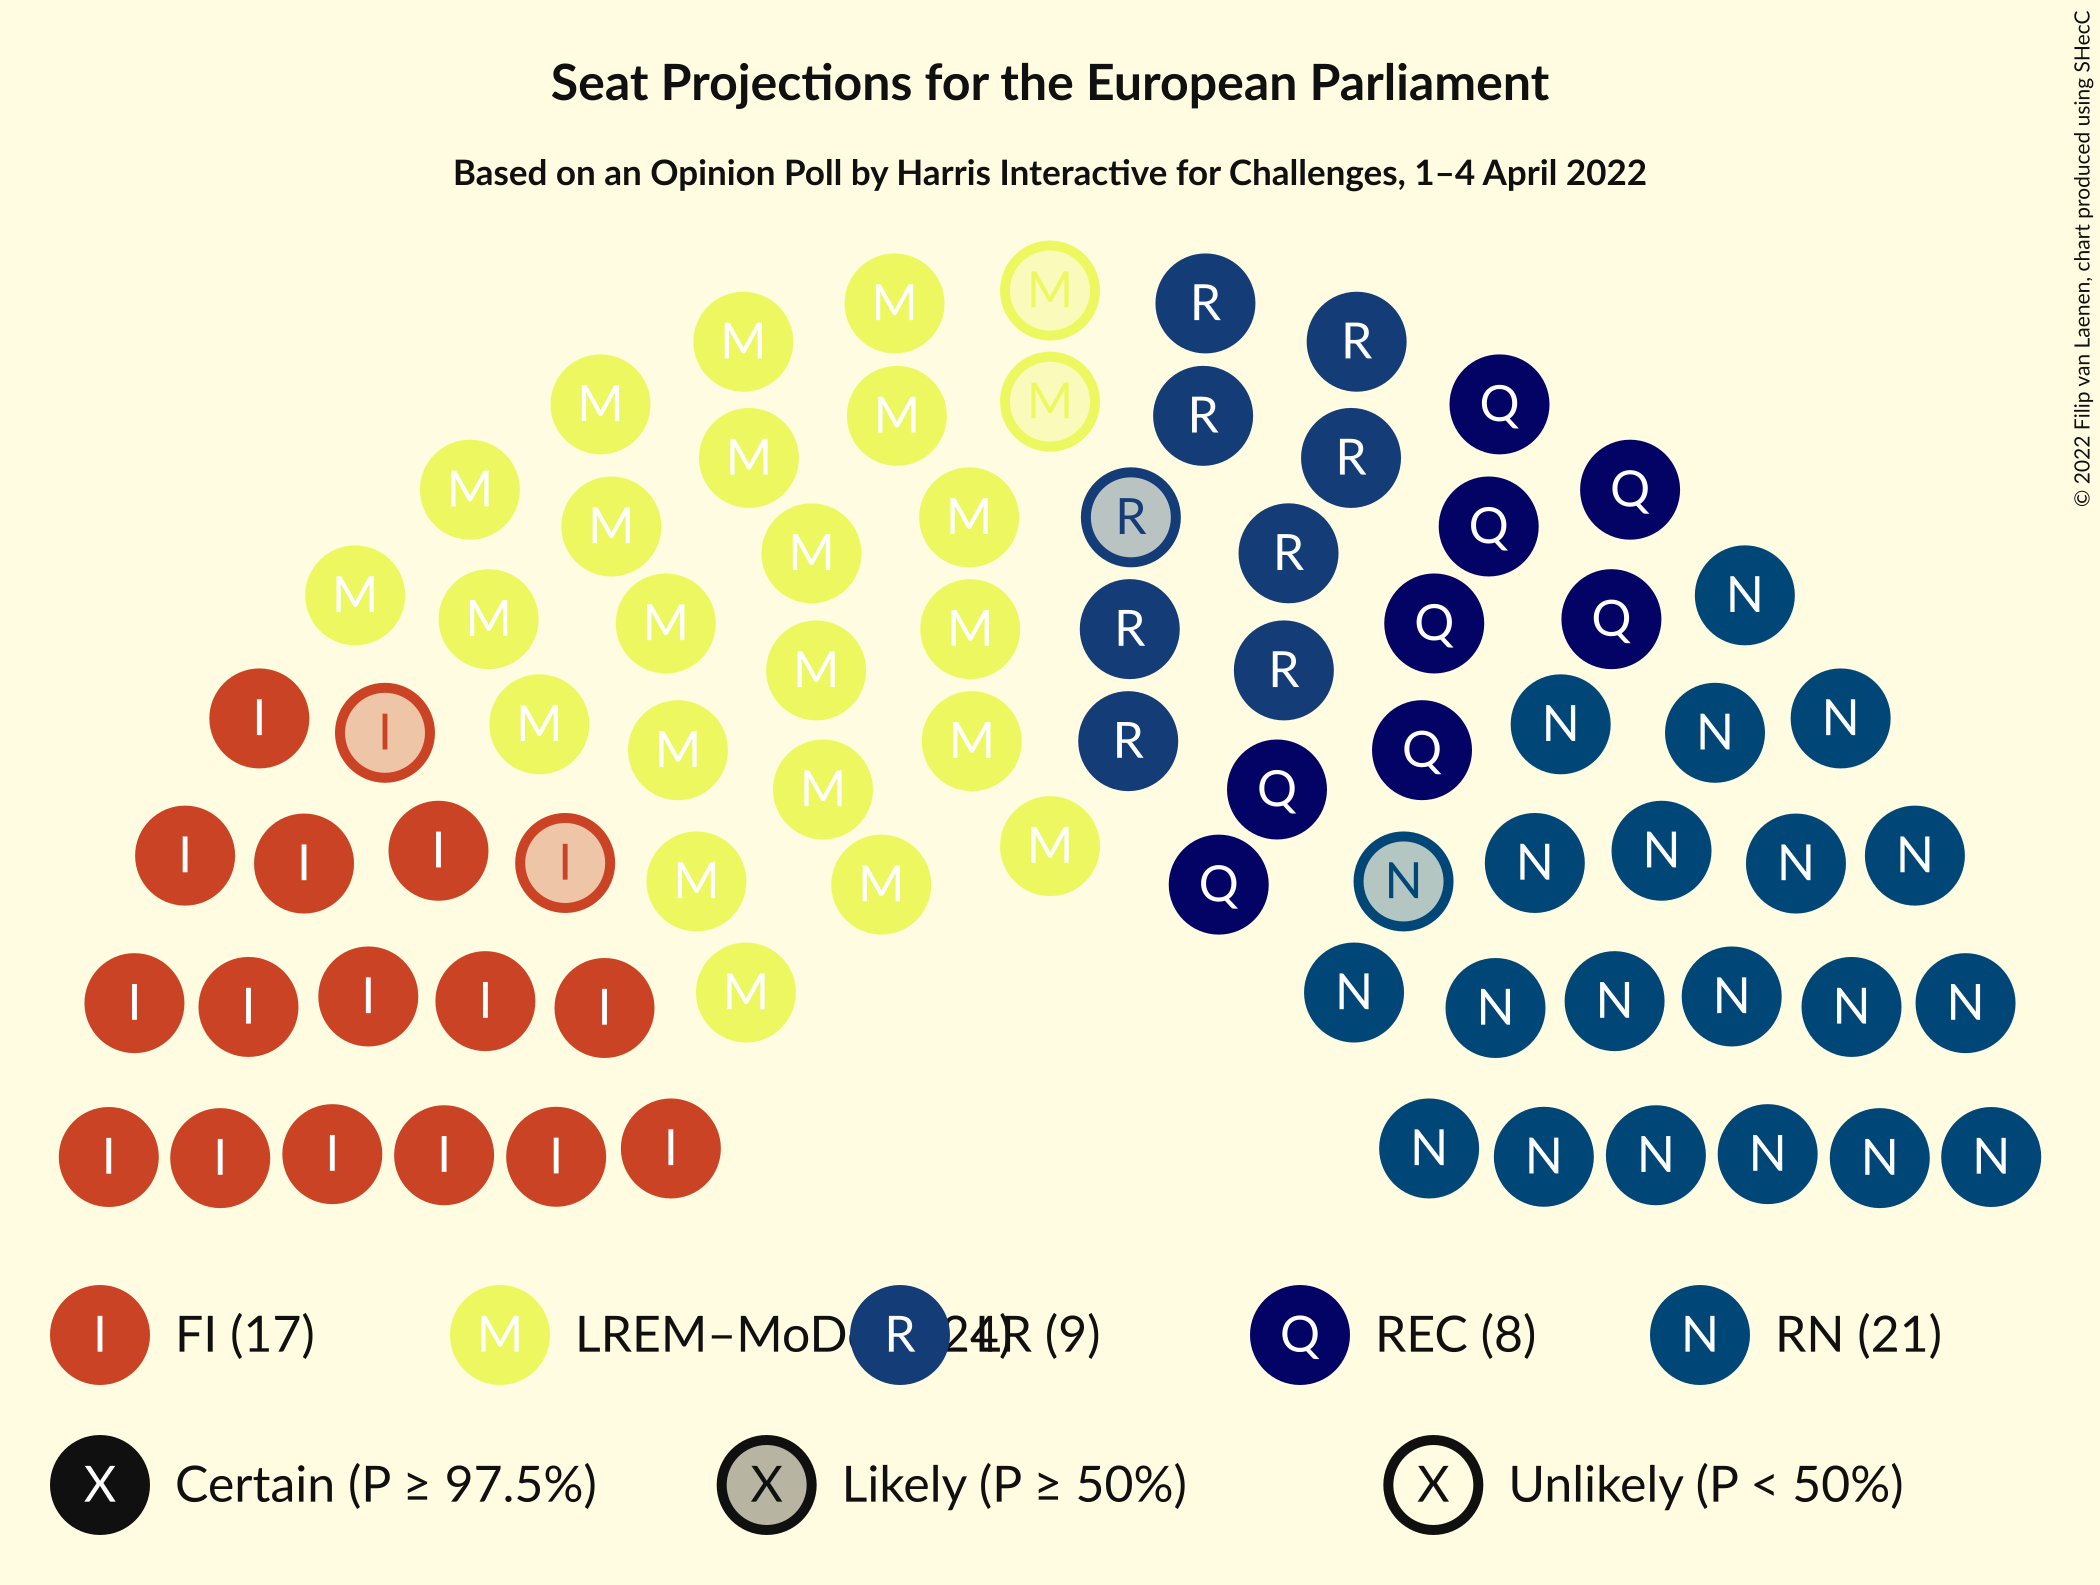 Seat Projections for the European Parliament
Based on an Opinion Poll by Harris Interactive for Challenges, 1–4 April 2022
© 2022 Filip van Laenen, chart produced using SHecC
M M M R R
M M M R R Q
M M M R R Q Q
M M M R R Q
M M M M R Q Q N
I I M M M M R Q N N N
I I I I M M M M Q Q N N N N N
I I I I I M N N N N N N
I I I I I I N N N N N N
I FI (17) M LREM–MoD 24) R LR (9) Q REC (8) N RN (21)
X Certain (P ≥ 97.5%) X Likely (P ≥ 50%) X Unlikely (P < 50%)